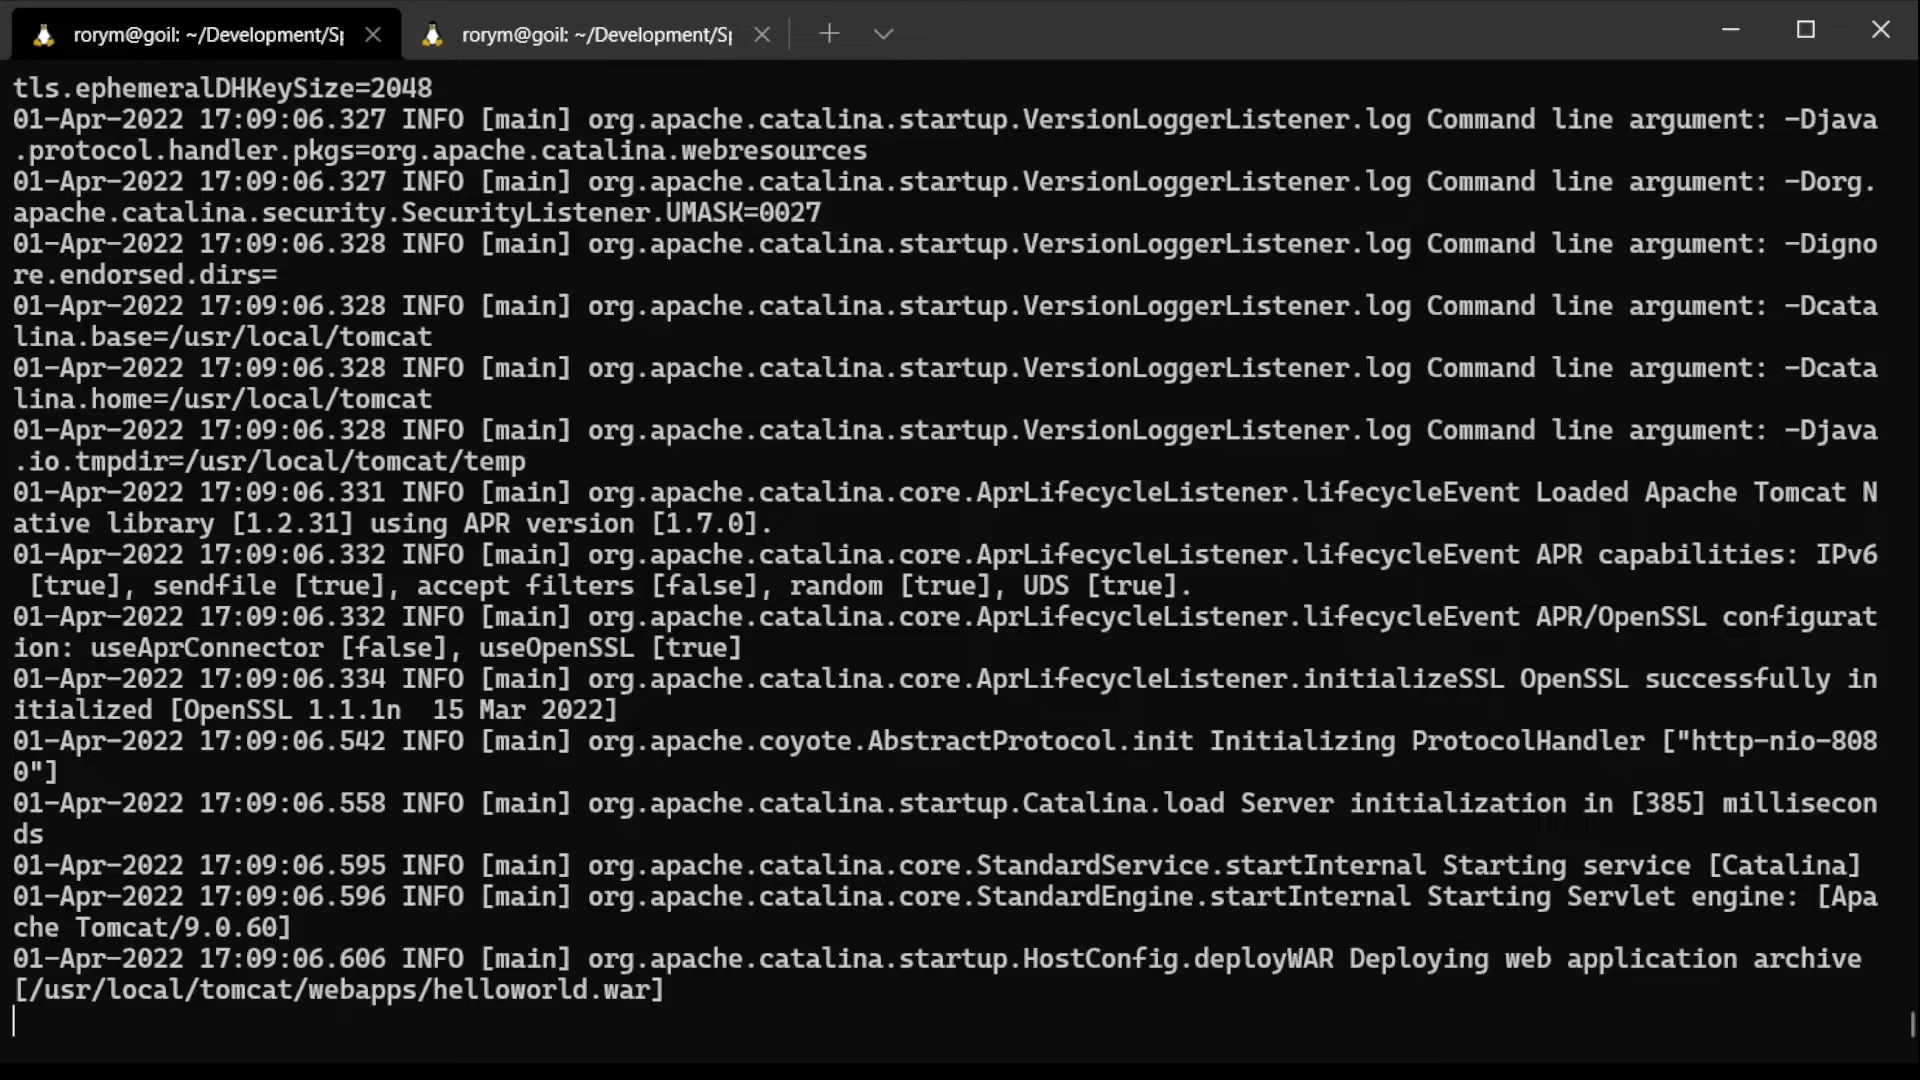 rorym@goil: ~/Development/Sp
rorym@goil: ~/Development/Sp
tls.ephemeralDHKeySize=2048
01-Apr-2022 17:09:06.327 INFO [main] org.apache.catalina.startup.VersionLoggerListener.log Command line argument: -Djava
.protocol.handler.pkgs=org.apache.catalina.webresources
01-Apr-2022 17:09:06.327 INFO [main] org.apache.catalina.startup.VersionLoggerListener.log Command line argument: -Dorg.
apache.catalina.security.SecurityListener.UMASK=0027
01-Apr-2022 17:09:06.328 INFO [main] org.apache.catalina.startup.VersionLoggerListener.log Command line argument: -Digno
re.endorsed.dirs=
01-Apr-2022 17:09:06.328 INFO [main] org.apache.catalina.startup.VersionLoggerListener.log Command line argument: -Dcata
lina.base=/usr/local/tomcat
01-Apr-2022 17:09:06.328 INFO [main] org.apache.catalina.startup.VersionLoggerListener.log Command line argument: -Dcata
lina.home=/usr/local/tomcat
01-Apr-2022 17:09:06.328 INFO [main] org.apache.catalina.startup.VersionLoggerListener.log Command line argument: -Djava
.io.tmpdir=/usr/local/tomcat/temp
01-Apr-2022 17:09:06.331 INFO [main] org.apache.catalina.core.AprLifecycleListener.lifecycleEvent Loaded Apache Tomcat N
ative library [1.2.31] using APR version [1.7.0].
01-Apr-2022 17:09:06.332 INFO [main] org.apache.catalina.core.AprLifecycleListener.lifecycleEvent APR capabilities: IPv6
 [true], sendfile [true], accept filters [false], random [true], UDS [true].
01-Apr-2022 17:09:06.332 INFO [main] org.apache.catalina.core.AprLifecycleListener.lifecycleEvent APR/OpenSSL configurat
ion: useAprConnector [false], useOpenSSL [true]
01-Apr-2022 17:09:06.334 INFO [main] org.apache.catalina.core.AprLifecycleListener.initializeSSL OpenSSL successfully in
itialized [OpenSSL 1.1.1n  15 Mar 2022]
01-Apr-2022 17:09:06.542 INFO [main] org.apache.coyote.AbstractProtocol.init Initializing ProtocolHandler ["http-nio-808
0"]
01-Apr-2022 17:09:06.558 INFO [main] org.apache.catalina.startup.Catalina.load Server initialization in [385] millisecon
ds
01-Apr-2022 17:09:06.595 INFO [main] org.apache.catalina.core.StandardService.startInternal Starting service [Catalina]
01-Apr-2022 17:09:06.596 INFO [main] org.apache.catalina.core.StandardEngine.startInternal Starting Servlet engine: [Apa
che Tomcat/9.0.60]
01-Apr-2022 17:09:06.606 INFO [main] org.apache.catalina.startup.HostConfig.deployWAR Deploying web application archive
[/usr/local/tomcat/webapps/helloworld.war]